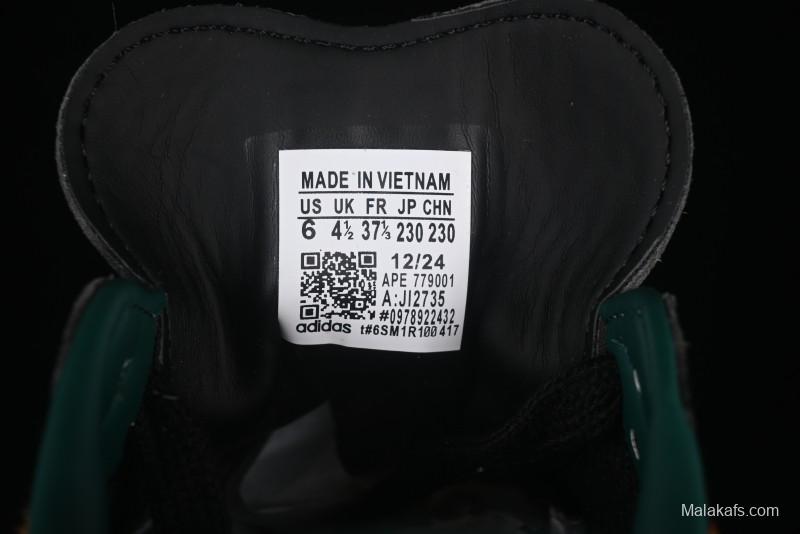 MADE IN VIETNAM
US UK FR JP CHN
6 4½ 37⅓ 230 230
12/24
APE 779001
A:JI2735
#0978922432
adidas t#6SM1R100417
Malakafs.com